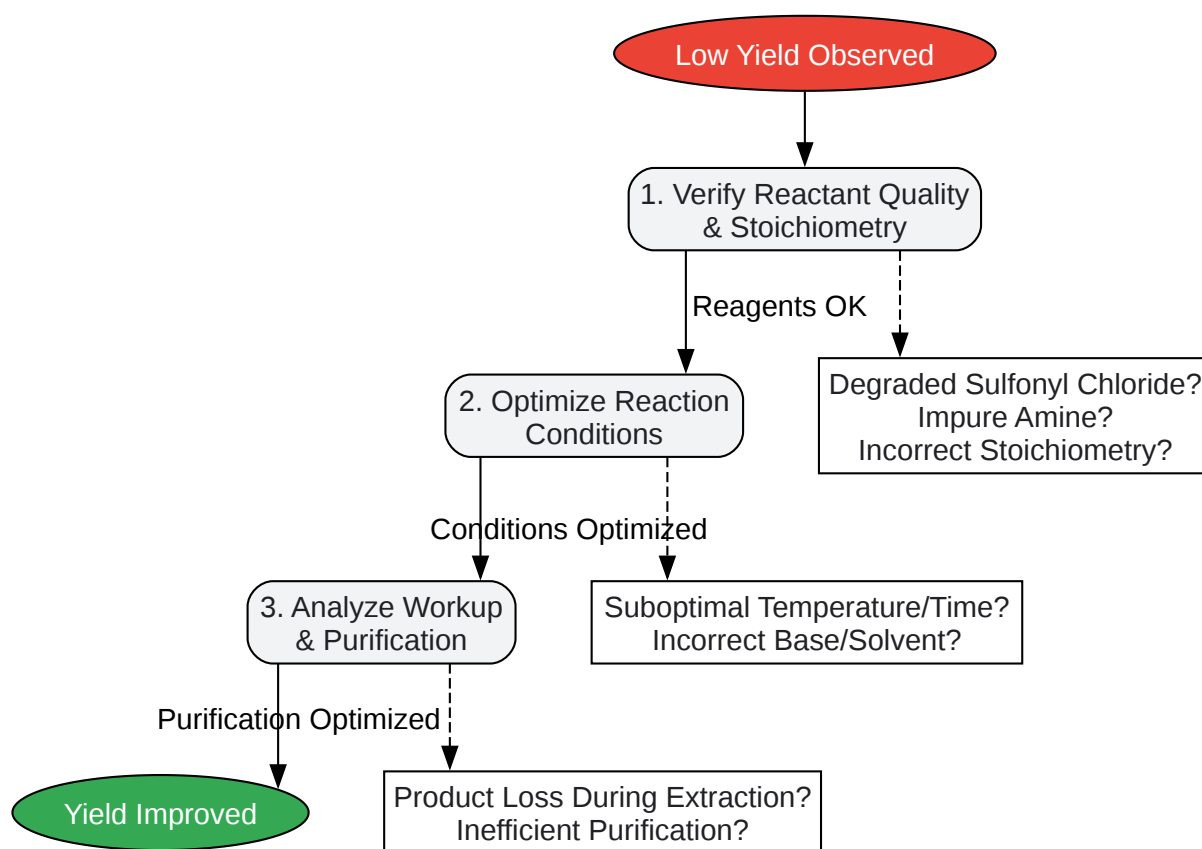 Low Yield Observed
1. Verify Reactant Quality
& Stoichiometry
Reagents OK
Degraded Sulfonyl Chloride?
Impure Amine?
Incorrect Stoichiometry?
2. Optimize Reaction
Conditions
Conditions Optimized
Suboptimal Temperature/Time?
Incorrect Base/Solvent?
3. Analyze Workup
& Purification
Purification Optimized
Product Loss During Extraction?
Inefficient Purification?
Yield Improved